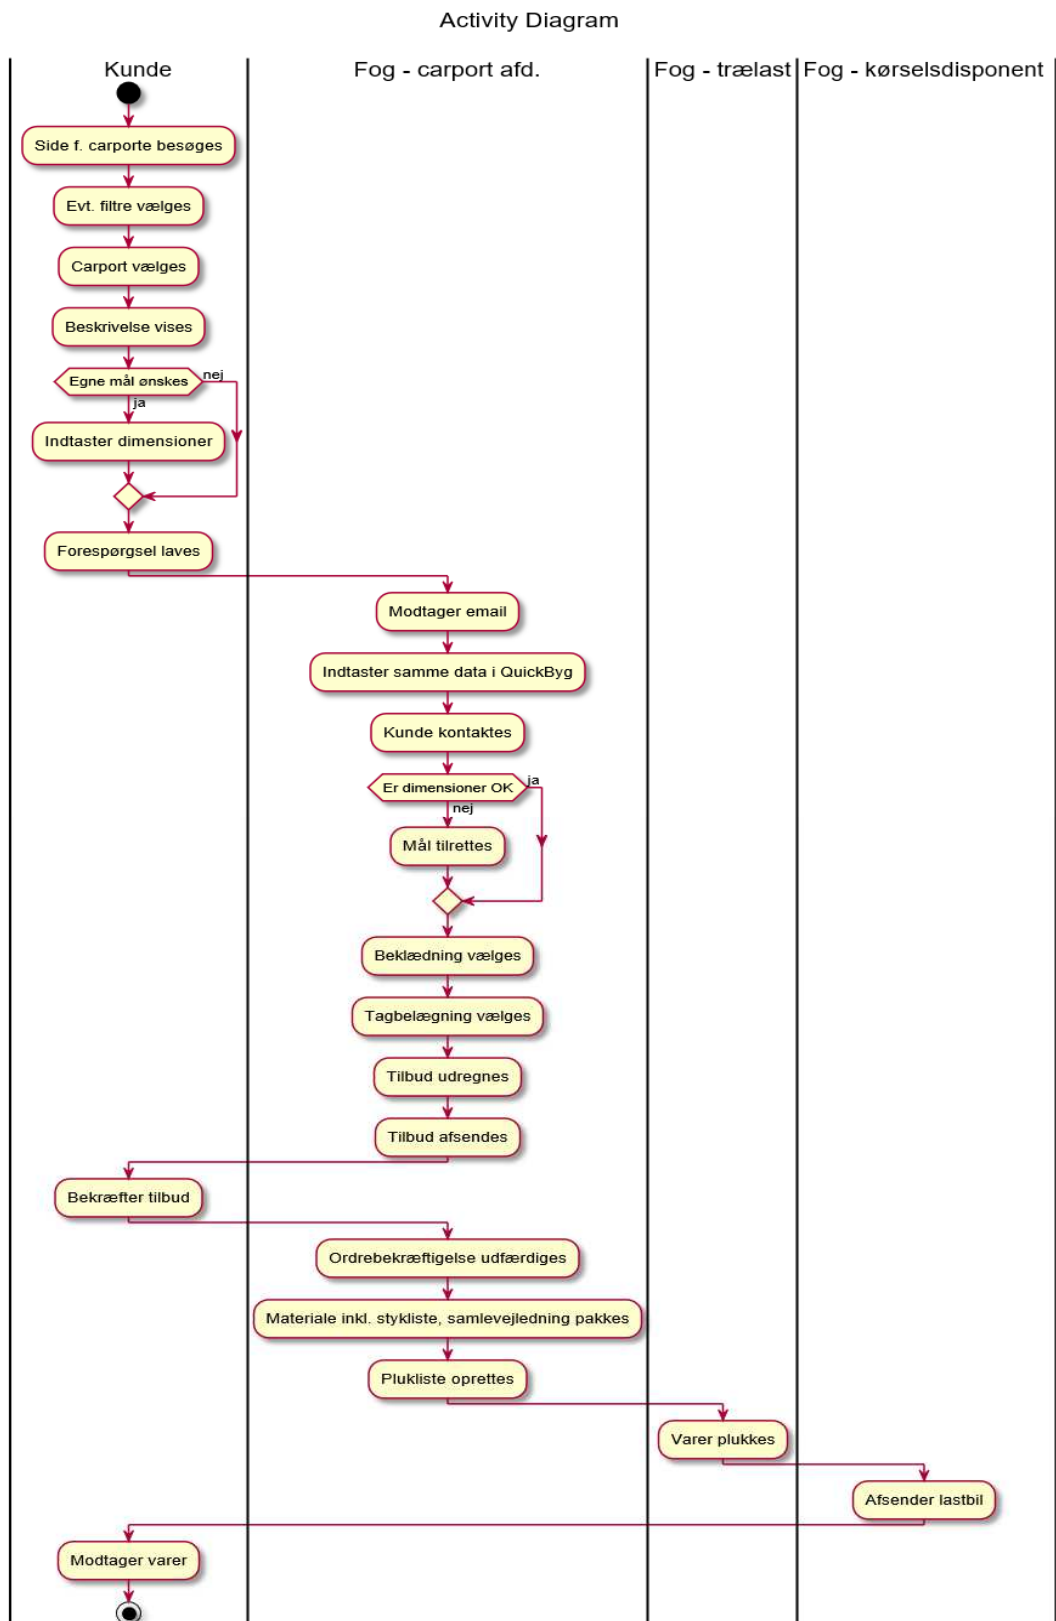 Activity Diagram
Kunde
Fog - carport afd.
Fog - trælast
Fog - kørselsdisponent
Side f. carporte besøges
Evt. filtre vælges
Carport vælges
Beskrivelse vises
Egne mål ønskes
nej
ja
Indtaster dimensioner
Forespørgsel laves
Modtager email
Indtaster samme data i QuickByg
Kunde kontaktes
Er dimensioner OK
ja
nej
Mål tilrettes
Beklædning vælges
Tagbelægning vælges
Tilbud udregnes
Tilbud afsendes
Bekræfter tilbud
Ordrebekræftigelse udfærdiges
Materiale inkl. stykliste, samlevejledning pakkes
Plukliste oprettes
Varer plukkes
Afsender lastbil
Modtager varer